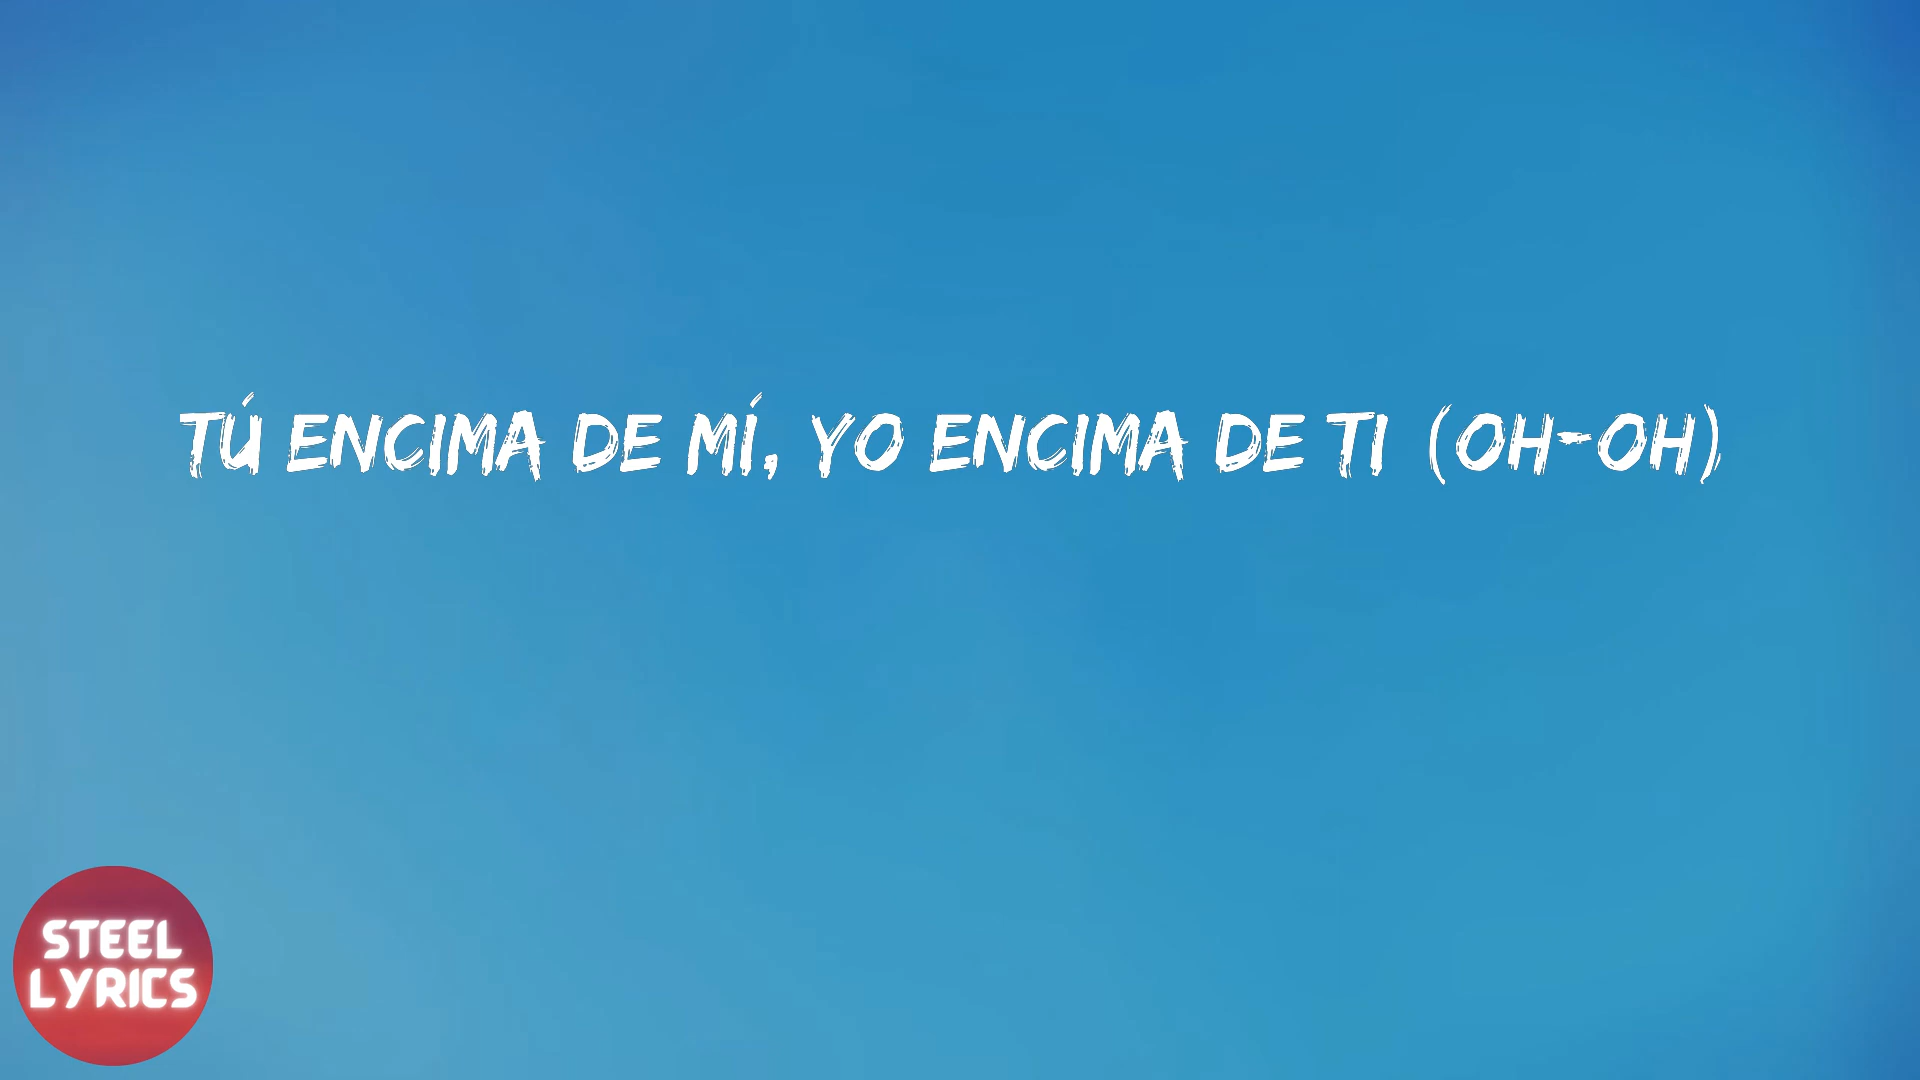 TÚ ENCIMA DE MÍ, YO ENCIMA DE TI (OH-OH)
STEEL
LYRICS